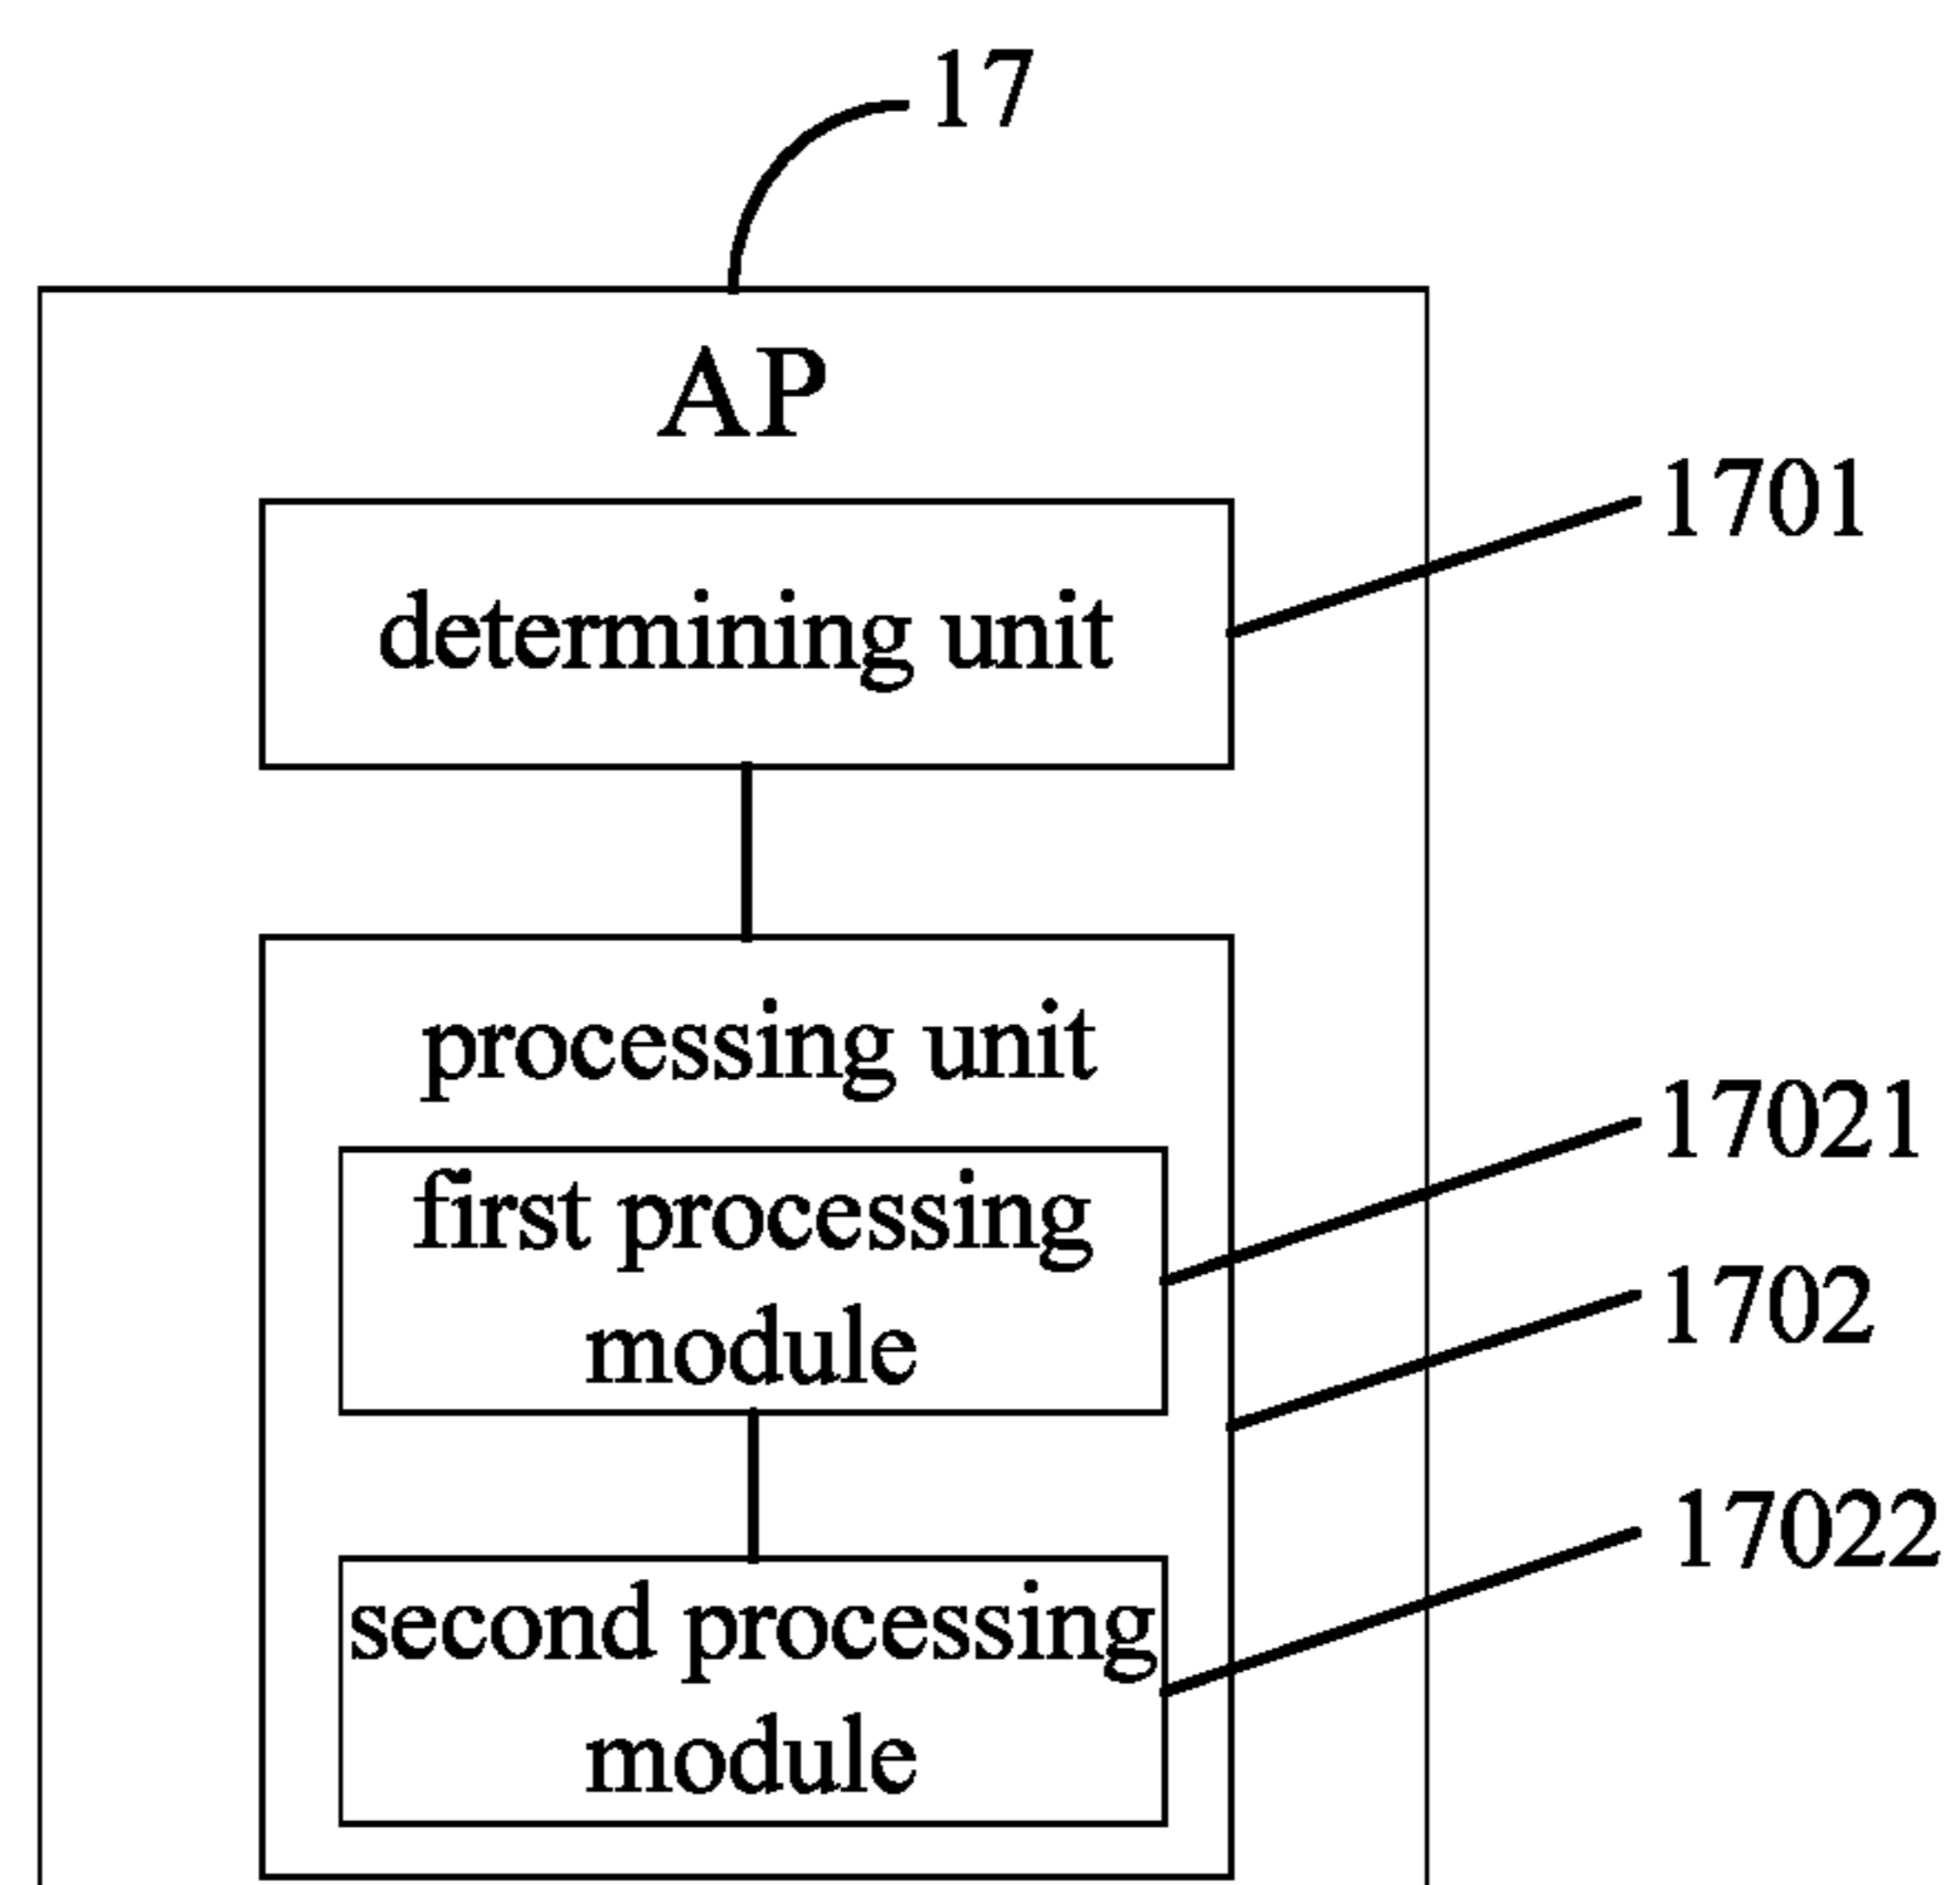 17
AP
1701
determining unit
processing unit
17021
first processing
module
1702
17022
second processing
module